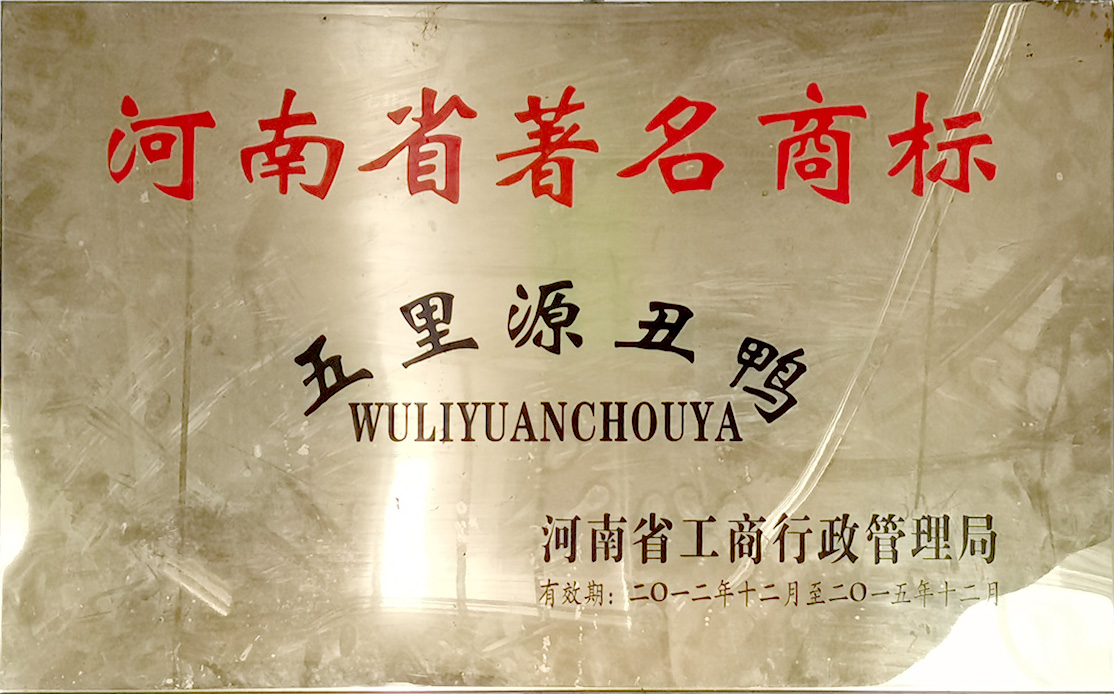 河南省著名商标
五里源丑鸭
WULIYUANCHOUYA
河南省工商行政管理局
有效期：二〇一二年十二月至二〇一五年十二月